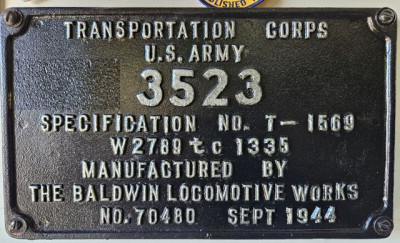 TRANSPORTATION CORPS
U.S. ARMY
3523
SPECIFICATION NO. T-1569
W2789 tc 1335
MANUFACTURED BY
THE BALDWIN LOCOMOTIVE WORKS
NO. 70480 SEPT 1944